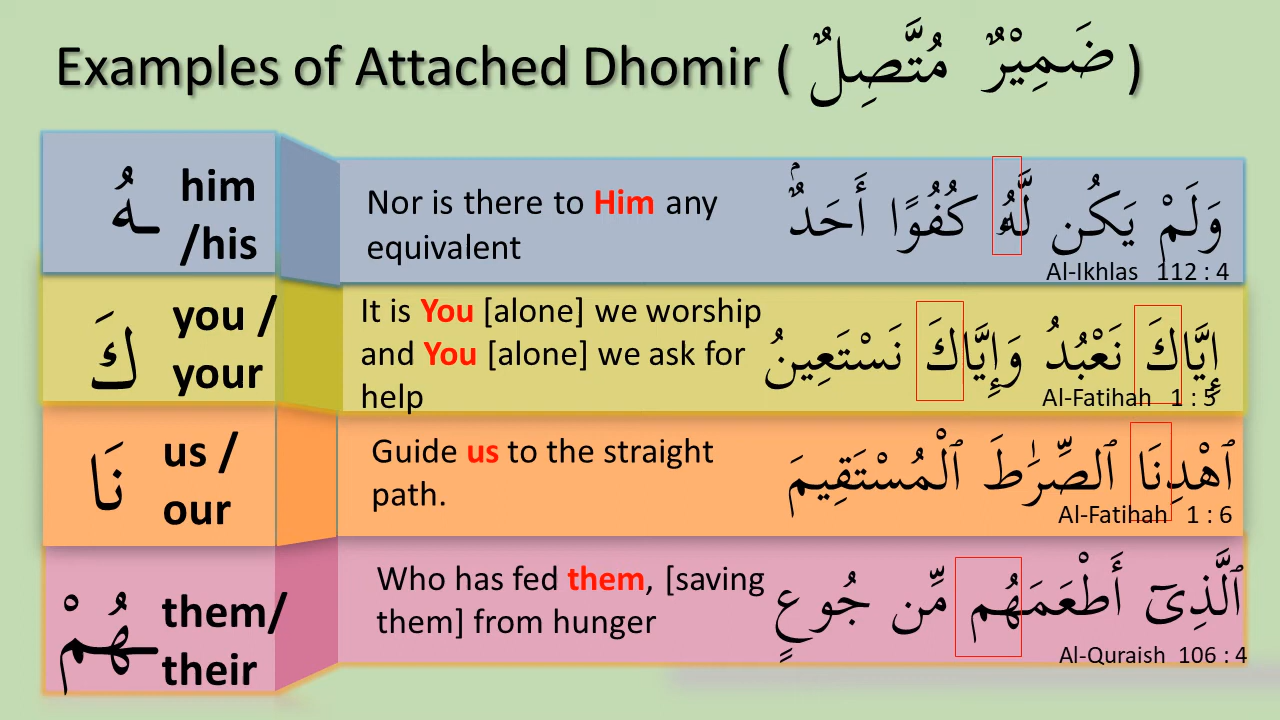 Examples of Attached Dhomir ( ضَمِيْرٌ مُتَّصِلٌ )
ـهُ
him
/his
Nor is there to Him any
equivalent
وَلَمْ يَكُن لَّهُۥ كُفُوًا أَحَدٌۢ
Al-Ikhlas 112 : 4
كَ
you /
your
It is You [alone] we worship
and You [alone] we ask for
help
إِيَّاكَ نَعْبُدُ وَإِيَّاكَ نَسْتَعِينُ
Al-Fatihah 1 : 5
نَا
us /
our
Guide us to the straight
path.
ٱهْدِنَا ٱلصِّرَٰطَ ٱلْمُسْتَقِيمَ
Al-Fatihah 1 : 6
ـهُمْ
them/
their
Who has fed them, [saving
them] from hunger
ٱلَّذِىٓ أَطْعَمَهُم مِّن جُوعٍ
Al-Quraish 106 : 4